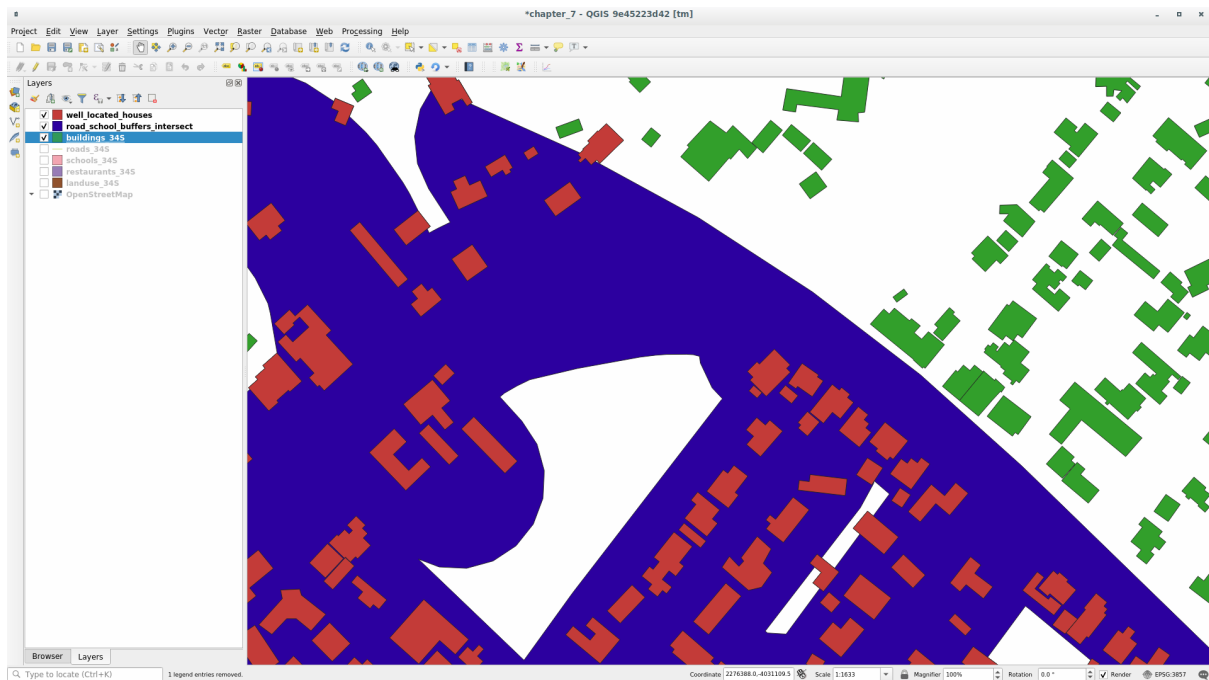 *chapter_7 - QGIS 9e45223d42 [tm]
Project Edit View Layer Settings Plugins Vector Raster Database Web Processing Help
Layers
well_located_houses
road_school_buffers_intersect
buildings_34S
roads_34S
schools_34S
restaurants_34S
landuse_34S
OpenStreetMap
Browser Layers
Type to locate (Ctrl+K) 1 legend entries removed. Coordinate 2276388.0,-4031109.5 Scale 1:1633 Magnifier 100% Rotation 0.0 ° Render EPSG:3857